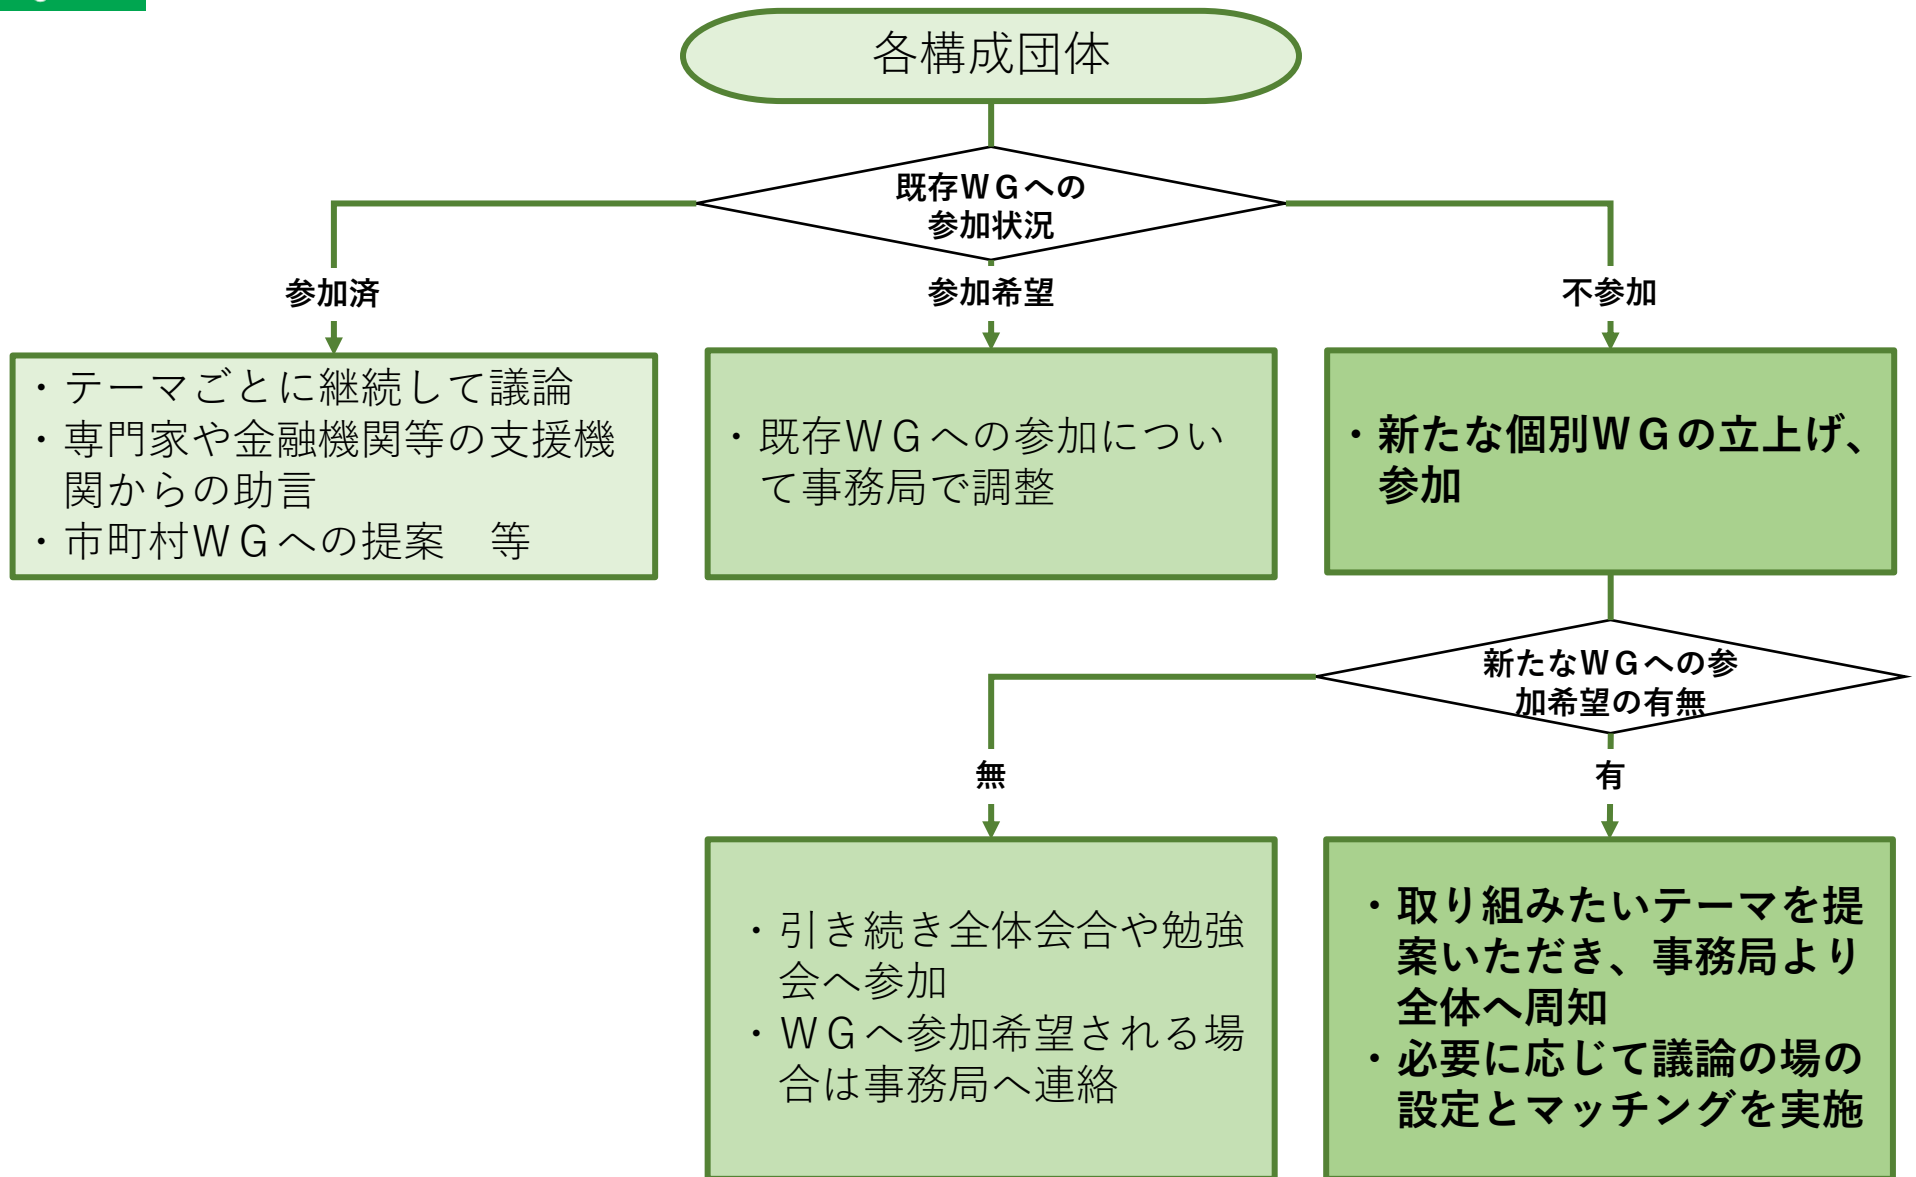 各構成団体
既存ＷＧへの
参加状況
参加済
参加希望
不参加
・テーマごとに継続して議論
・専門家や金融機関等の支援機
関からの助言
・市町村ＷＧへの提案　等
・既存ＷＧへの参加につい
て事務局で調整
・新たな個別ＷＧの立上げ、
参加
新たなＷＧへの参
加希望の有無
無
有
・引き続き全体会合や勉強
会へ参加
・ＷＧへ参加希望される場
合は事務局へ連絡
・取り組みたいテーマを提
案いただき、事務局より
全体へ周知
・必要に応じて議論の場の
設定とマッチングを実施